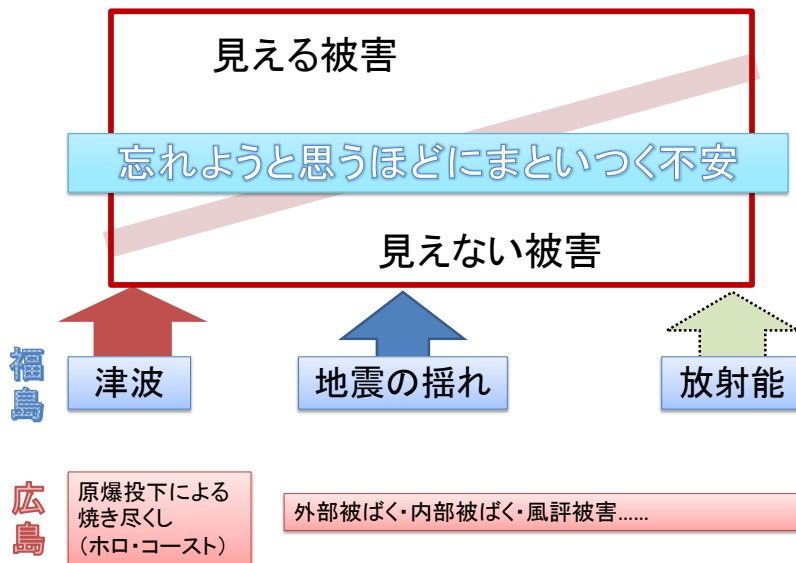 見える被害
忘れようと思うほどにまといつく不安
見えない被害
福島
津波
地震の揺れ
放射能
広島
原爆投下による
焼き尽くし
（ホロ・コースト）
外部被ばく・内部被ばく・風評被害……